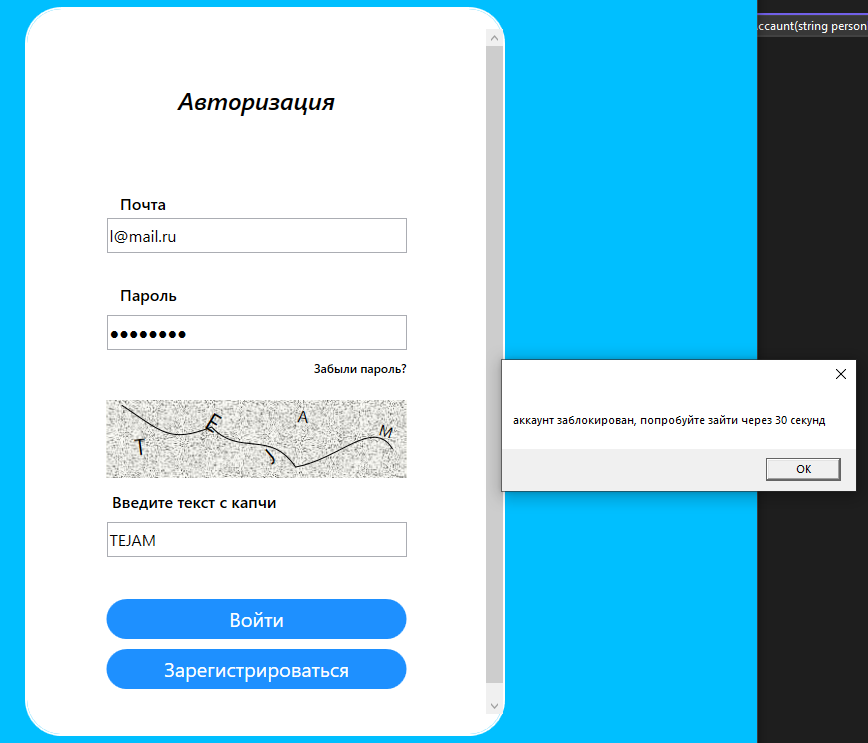 ccaunt(string person
Авторизация
Почта
l@mail.ru
Пароль
●●●●●●●●
Забыли пароль?
T E J A M
Введите текст с капчи
TEJAM
Войти
Зарегистрироваться
аккаунт заблокирован, попробуйте зайти через 30 секунд
OK